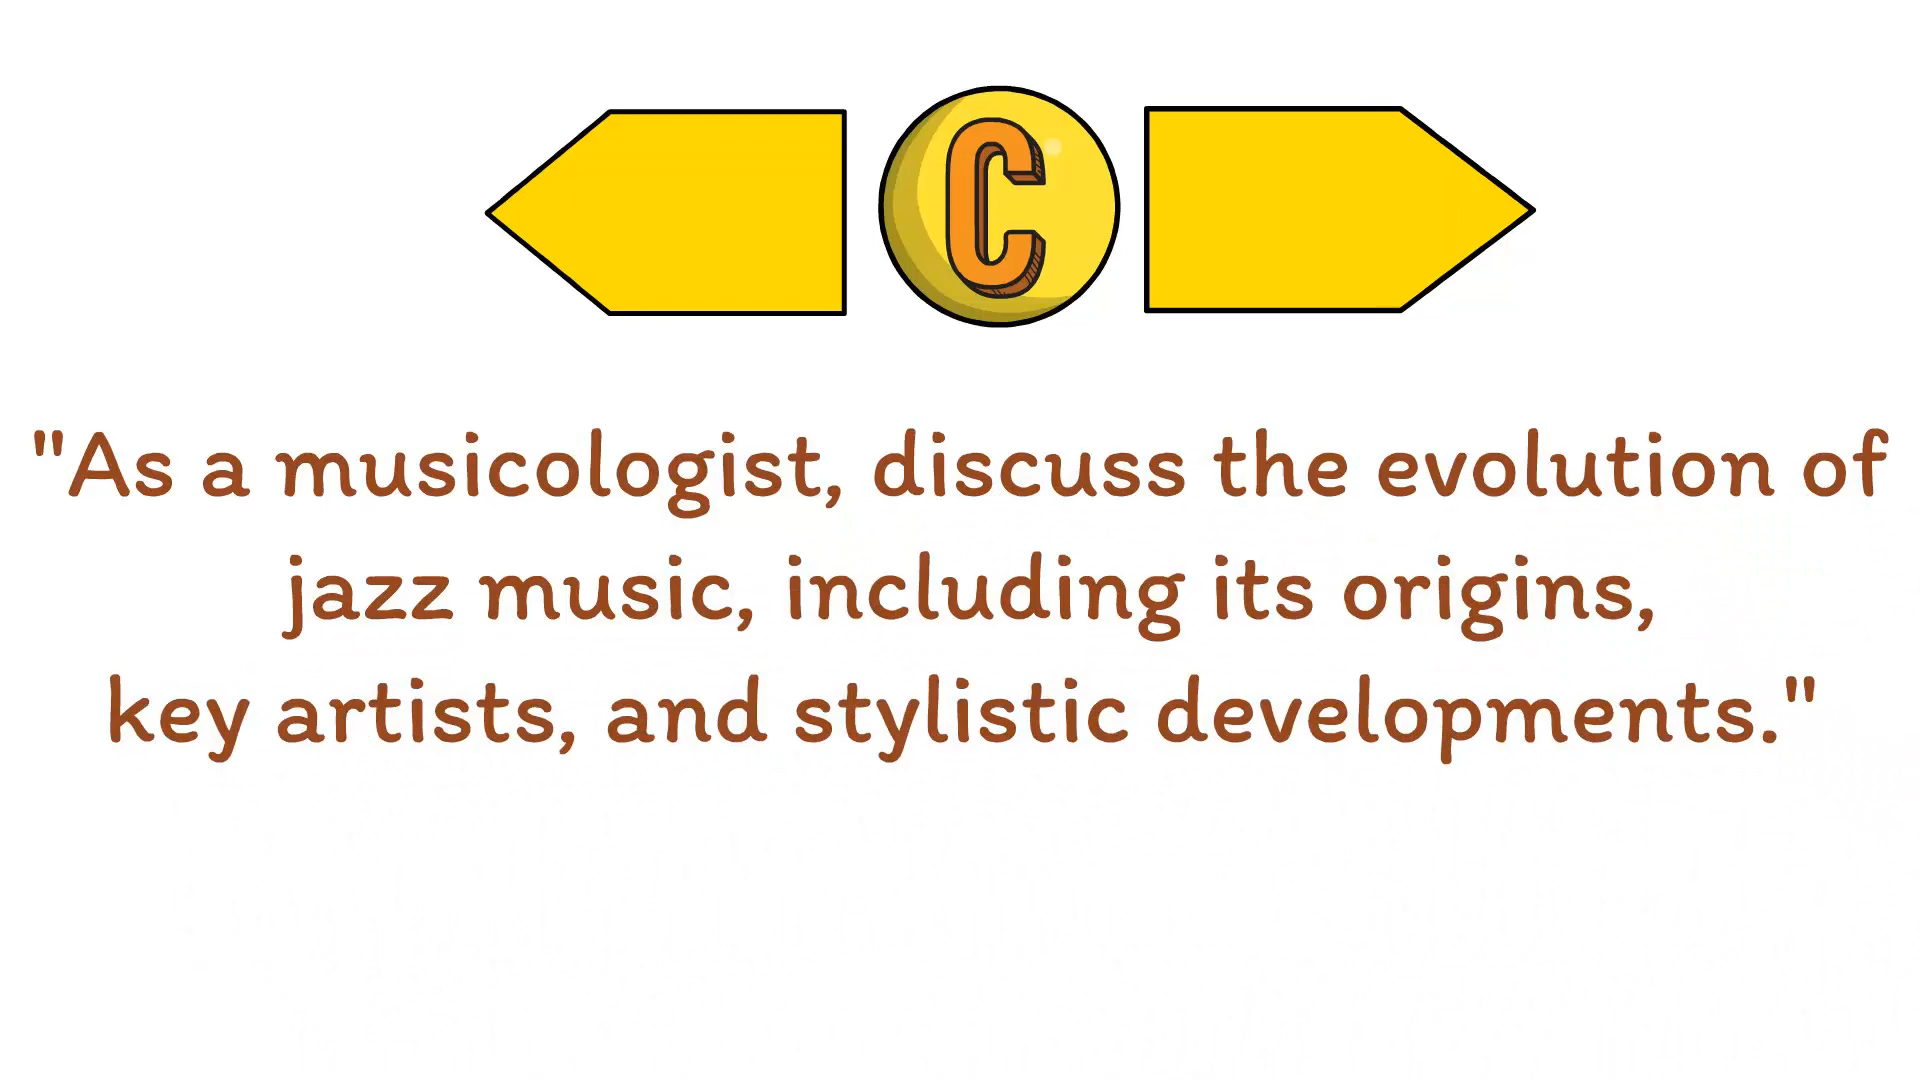 C
"As a musicologist, discuss the evolution of
jazz music, including its origins,
key artists, and stylistic developments."